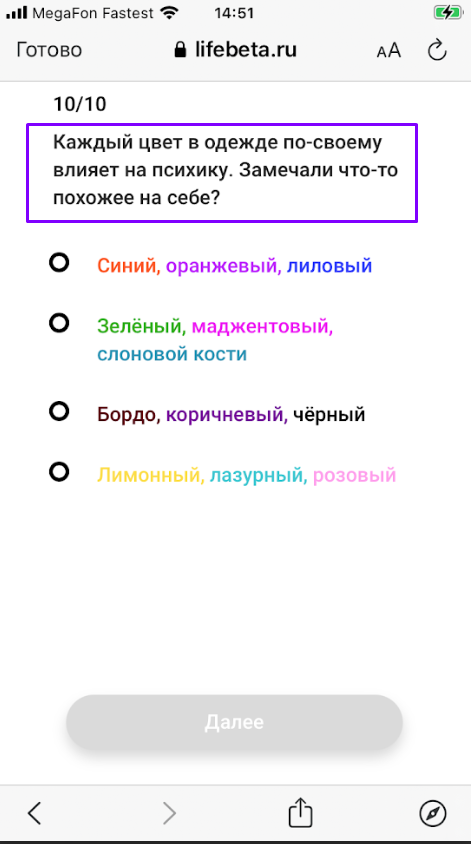 MegaFon Fastest 14:51
Готово lifebeta.ru AA
10/10
Каждый цвет в одежде по-своему
влияет на психику. Замечали что-то
похожее на себе?
Синий, оранжевый, лиловый
Зелёный, маджентовый,
слоновой кости
Бордо, коричневый, чёрный
Лимонный, лазурный, розовый
Далее